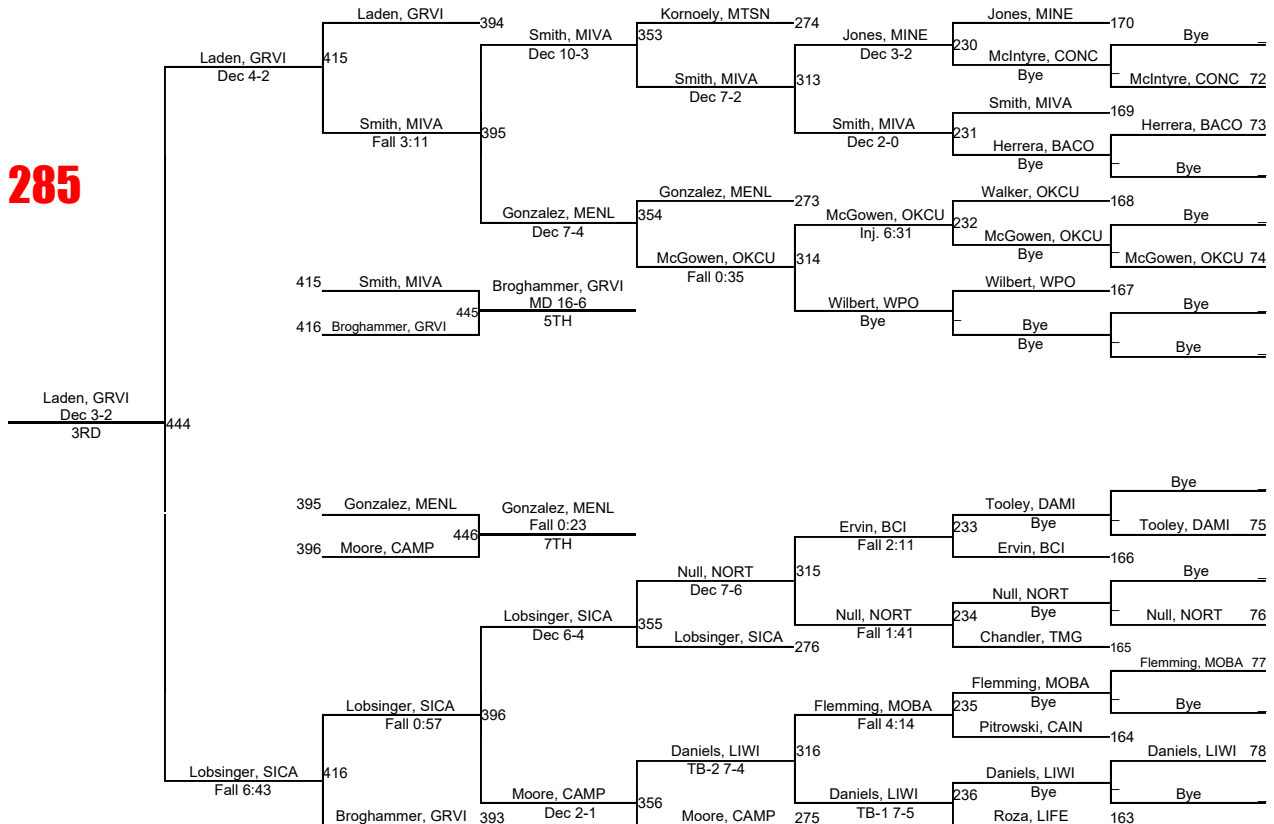 Laden, GRVI 394 Kornoely, MTSN 274 Jones, MINE 170
Smith, MIVA 353 Jones, MINE 230 Bye _
Laden, GRVI 415 Dec 10-3 Dec 3-2 McIntyre, CONC
Dec 4-2 Smith, MIVA 313 Bye _ McIntyre, CONC 72
Dec 7-2 Smith, MIVA 169
Smith, MIVA 395 Smith, MIVA 231 Herrera, BACO 73
Fall 3:11 Dec 2-0 Herrera, BACO
Bye _ Bye _
285
Gonzalez, MENL 273 Walker, OKCU 168
Gonzalez, MENL 354 McGowen, OKCU 232 Bye _
Dec 7-4 Inj. 6:31 McGowen, OKCU
McGowen, OKCU 314 Bye _ McGowen, OKCU 74
Fall 0:35
415 Smith, MIVA Broghammer, GRVI Wilbert, WPO 167
445 MD 16-6 Wilbert, WPO Bye _
416 Broghammer, GRVI 5TH Bye _ Bye
Bye _ Bye _
Laden, GRVI
Dec 3-2 444
3RD
Bye _
395 Gonzalez, MENL Gonzalez, MENL Tooley, DAMI
446 Fall 0:23 Ervin, BCI 233 Bye _ Tooley, DAMI 75
396 Moore, CAMP 7TH Fall 2:11 Ervin, BCI 166
Null, NORT 315 Bye _
Dec 7-6 Null, NORT
Lobsinger, SICA 355 Null, NORT 234 Bye _ Null, NORT 76
Dec 6-4 Lobsinger, SICA 276 Fall 1:41 Chandler, TMG 165
Flemming, MOBA 77
Flemming, MOBA
Lobsinger, SICA 396 Flemming, MOBA 235 Bye _ Bye _
Fall 0:57 Fall 4:14 Pitrowski, CAIN 164
Daniels, LIWI 316 Daniels, LIWI 78
Lobsinger, SICA 416 TB-2 7-4 Daniels, LIWI
Fall 6:43 Moore, CAMP 356 Daniels, LIWI 236 Bye _ Bye _
Broghammer, GRVI 393 Dec 2-1 Moore, CAMP 275 TB-1 7-5 Roza, LIFE 163